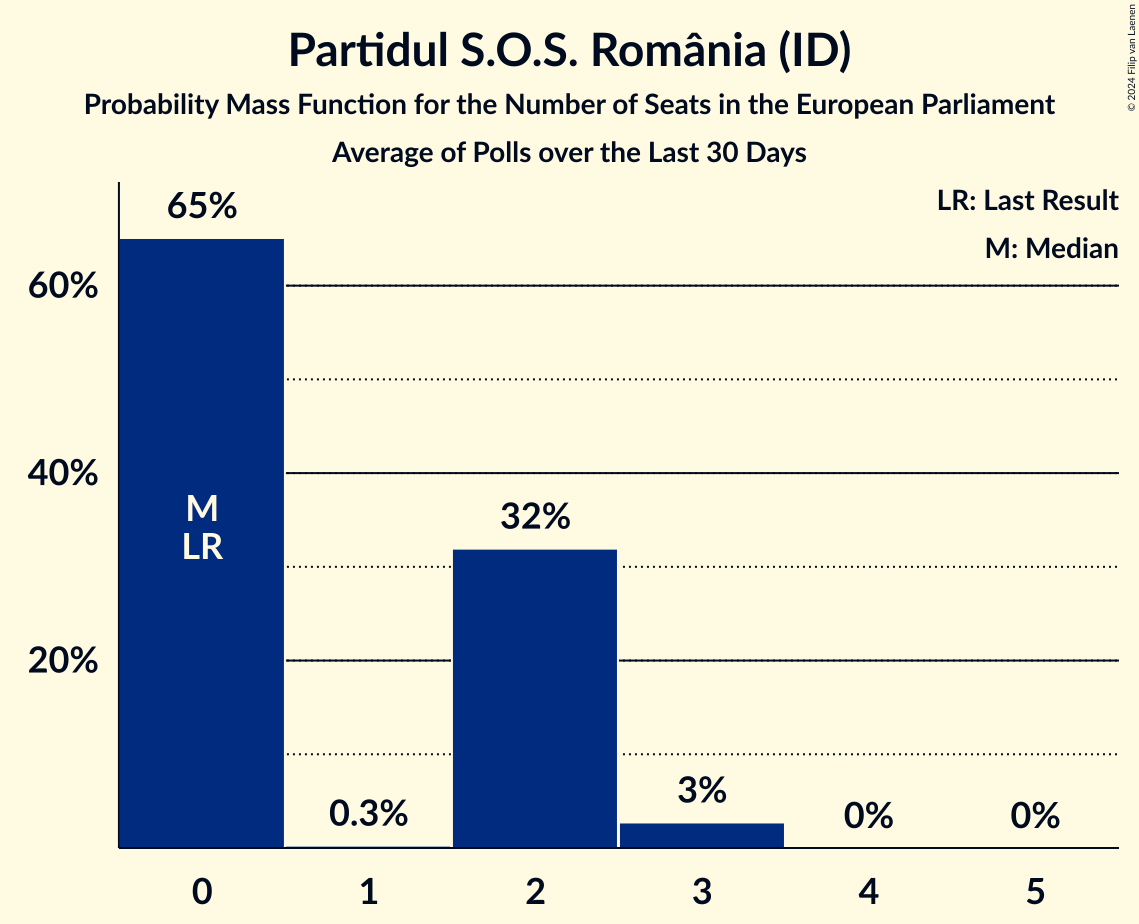 Partidul S.O.S. România (ID)
Probability Mass Function for the Number of Seats in the European Parliament
Average of Polls over the Last 30 Days
© 2024 Filip van Laenen
LR: Last Result
M: Median
65%
60%
40%
M
LR
32%
20%
0.3%
3%
0%
0%
0
1
2
3
4
5